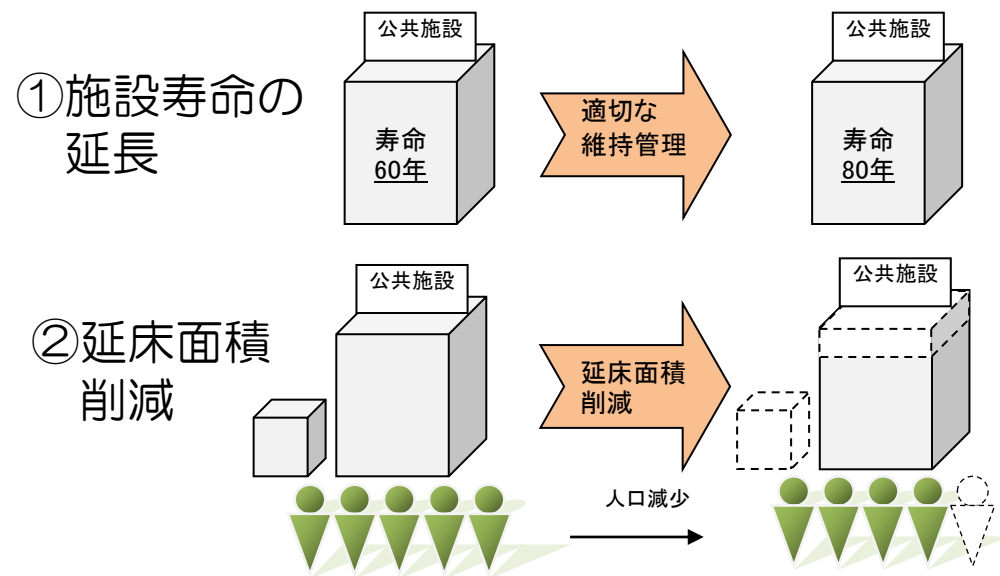 ①施設寿命の
延長
公共施設
寿命
60年
適切な
維持管理
公共施設
寿命
80年
②延床面積
削減
公共施設
延床面積
削減
公共施設
人口減少